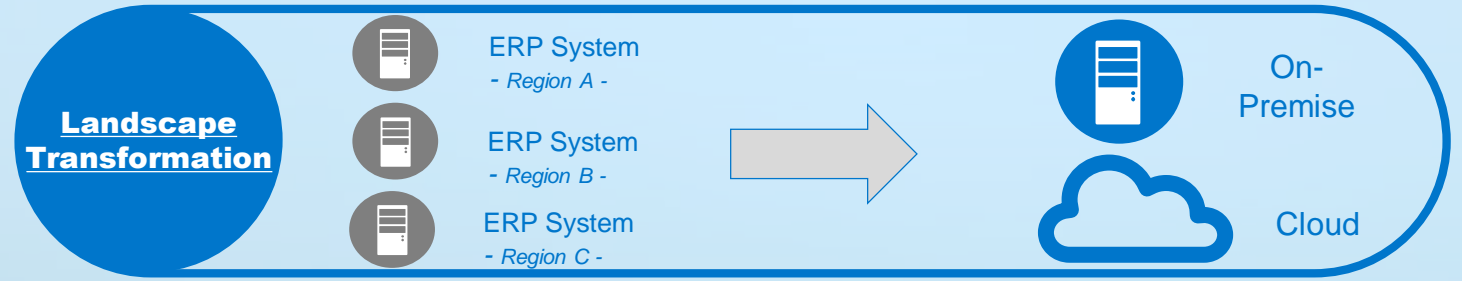 Landscape
Transformation
ERP System
- Region A -
ERP System
- Region B -
ERP System
- Region C -
On-
Premise
Cloud